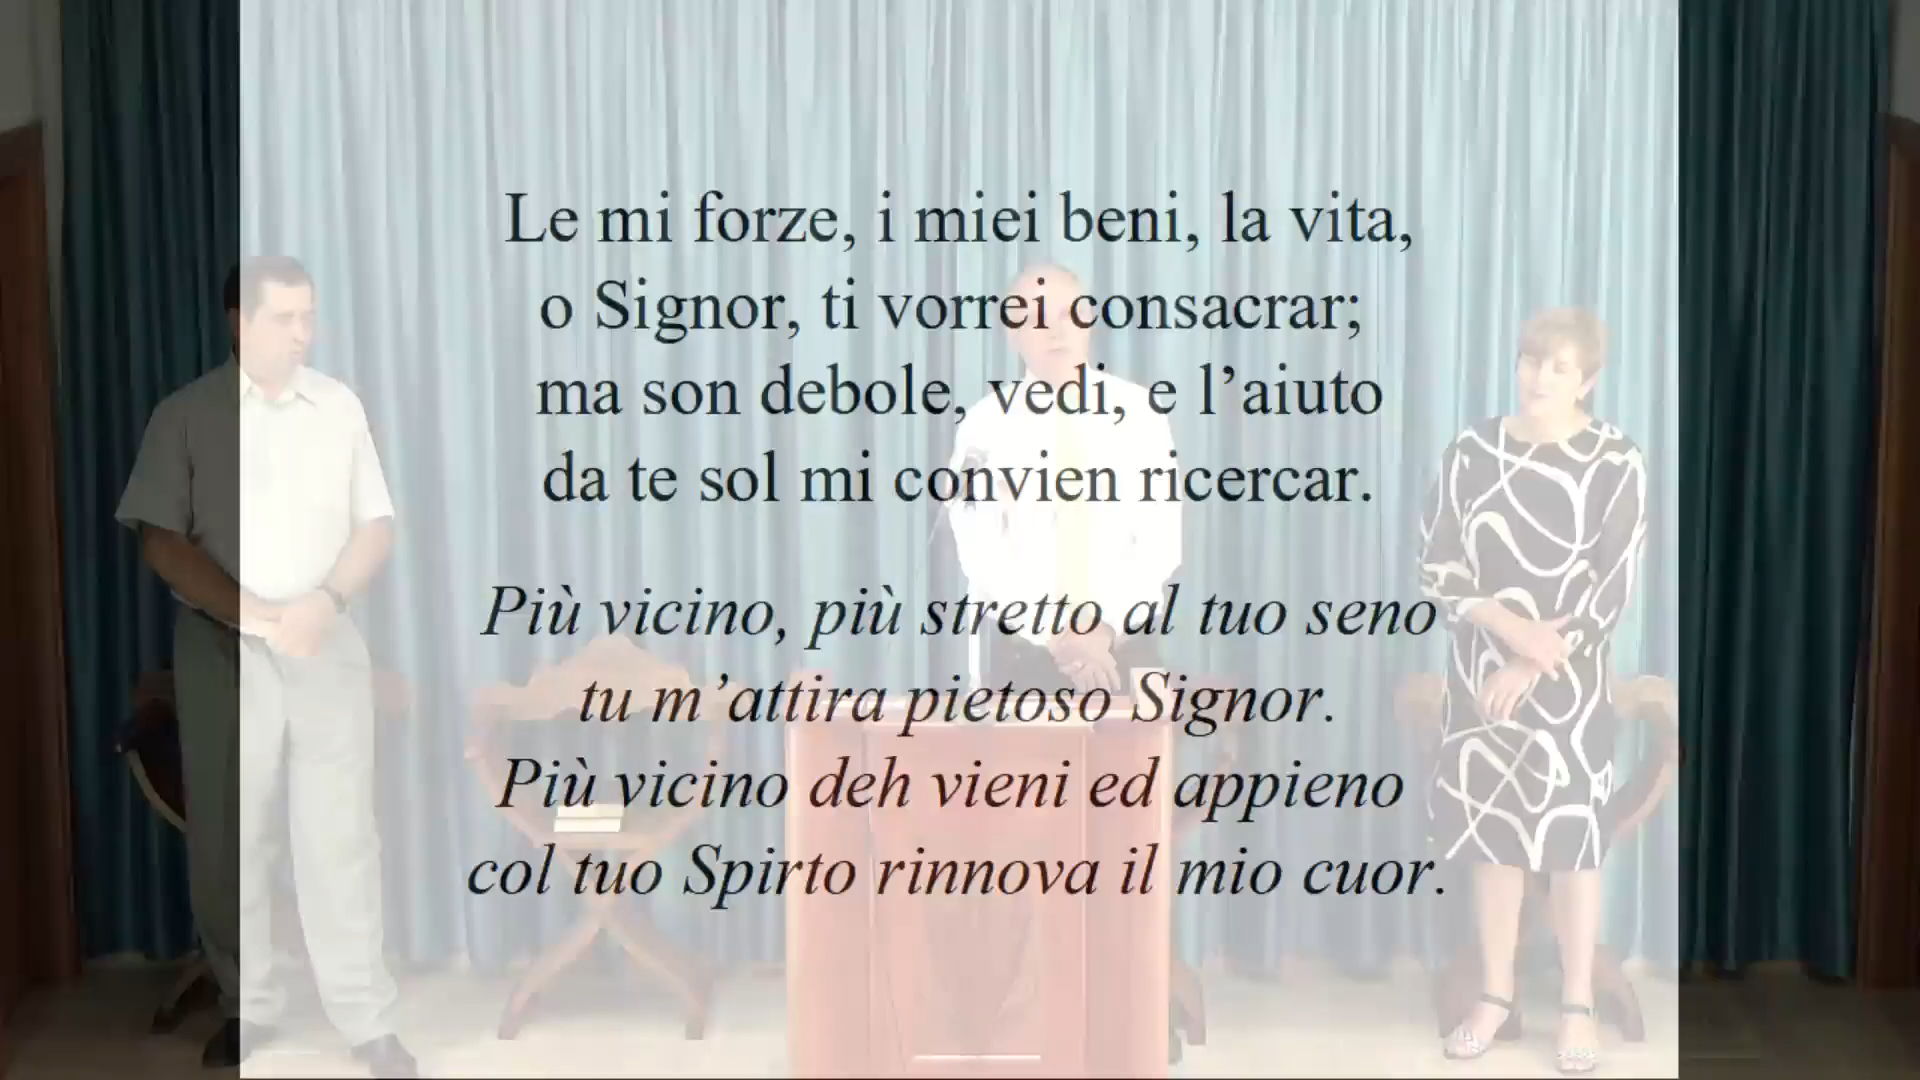 Le mi forze, i miei beni, la vita,
o Signor, ti vorrei consacrar;
ma son debole, vedi, e l’aiuto
da te sol mi convien ricercar.
Più vicino, più stretto al tuo seno
tu m’attira pietoso Signor.
Più vicino deh vieni ed appieno
col tuo Spirto rinnova il mio cuor.